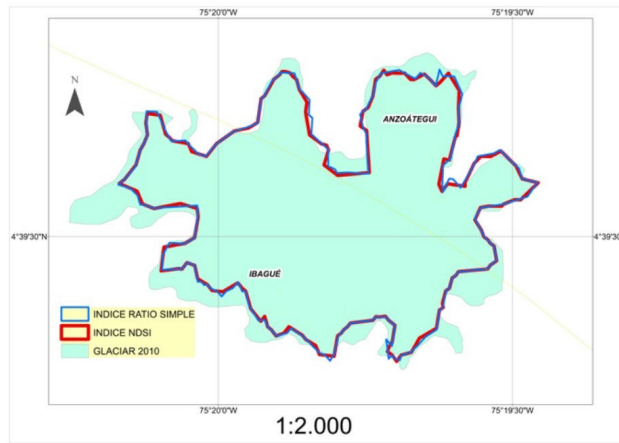 75°20'0"W 75°19'30"W
N
ANZOÁTEGUI
4°39'30"N 4°39'30"N
IBAGUÉ
INDICE RATIO SIMPLE
INDICE NDSI
GLACIAR 2010
75°20'0"W 75°19'30"W
1:2.000